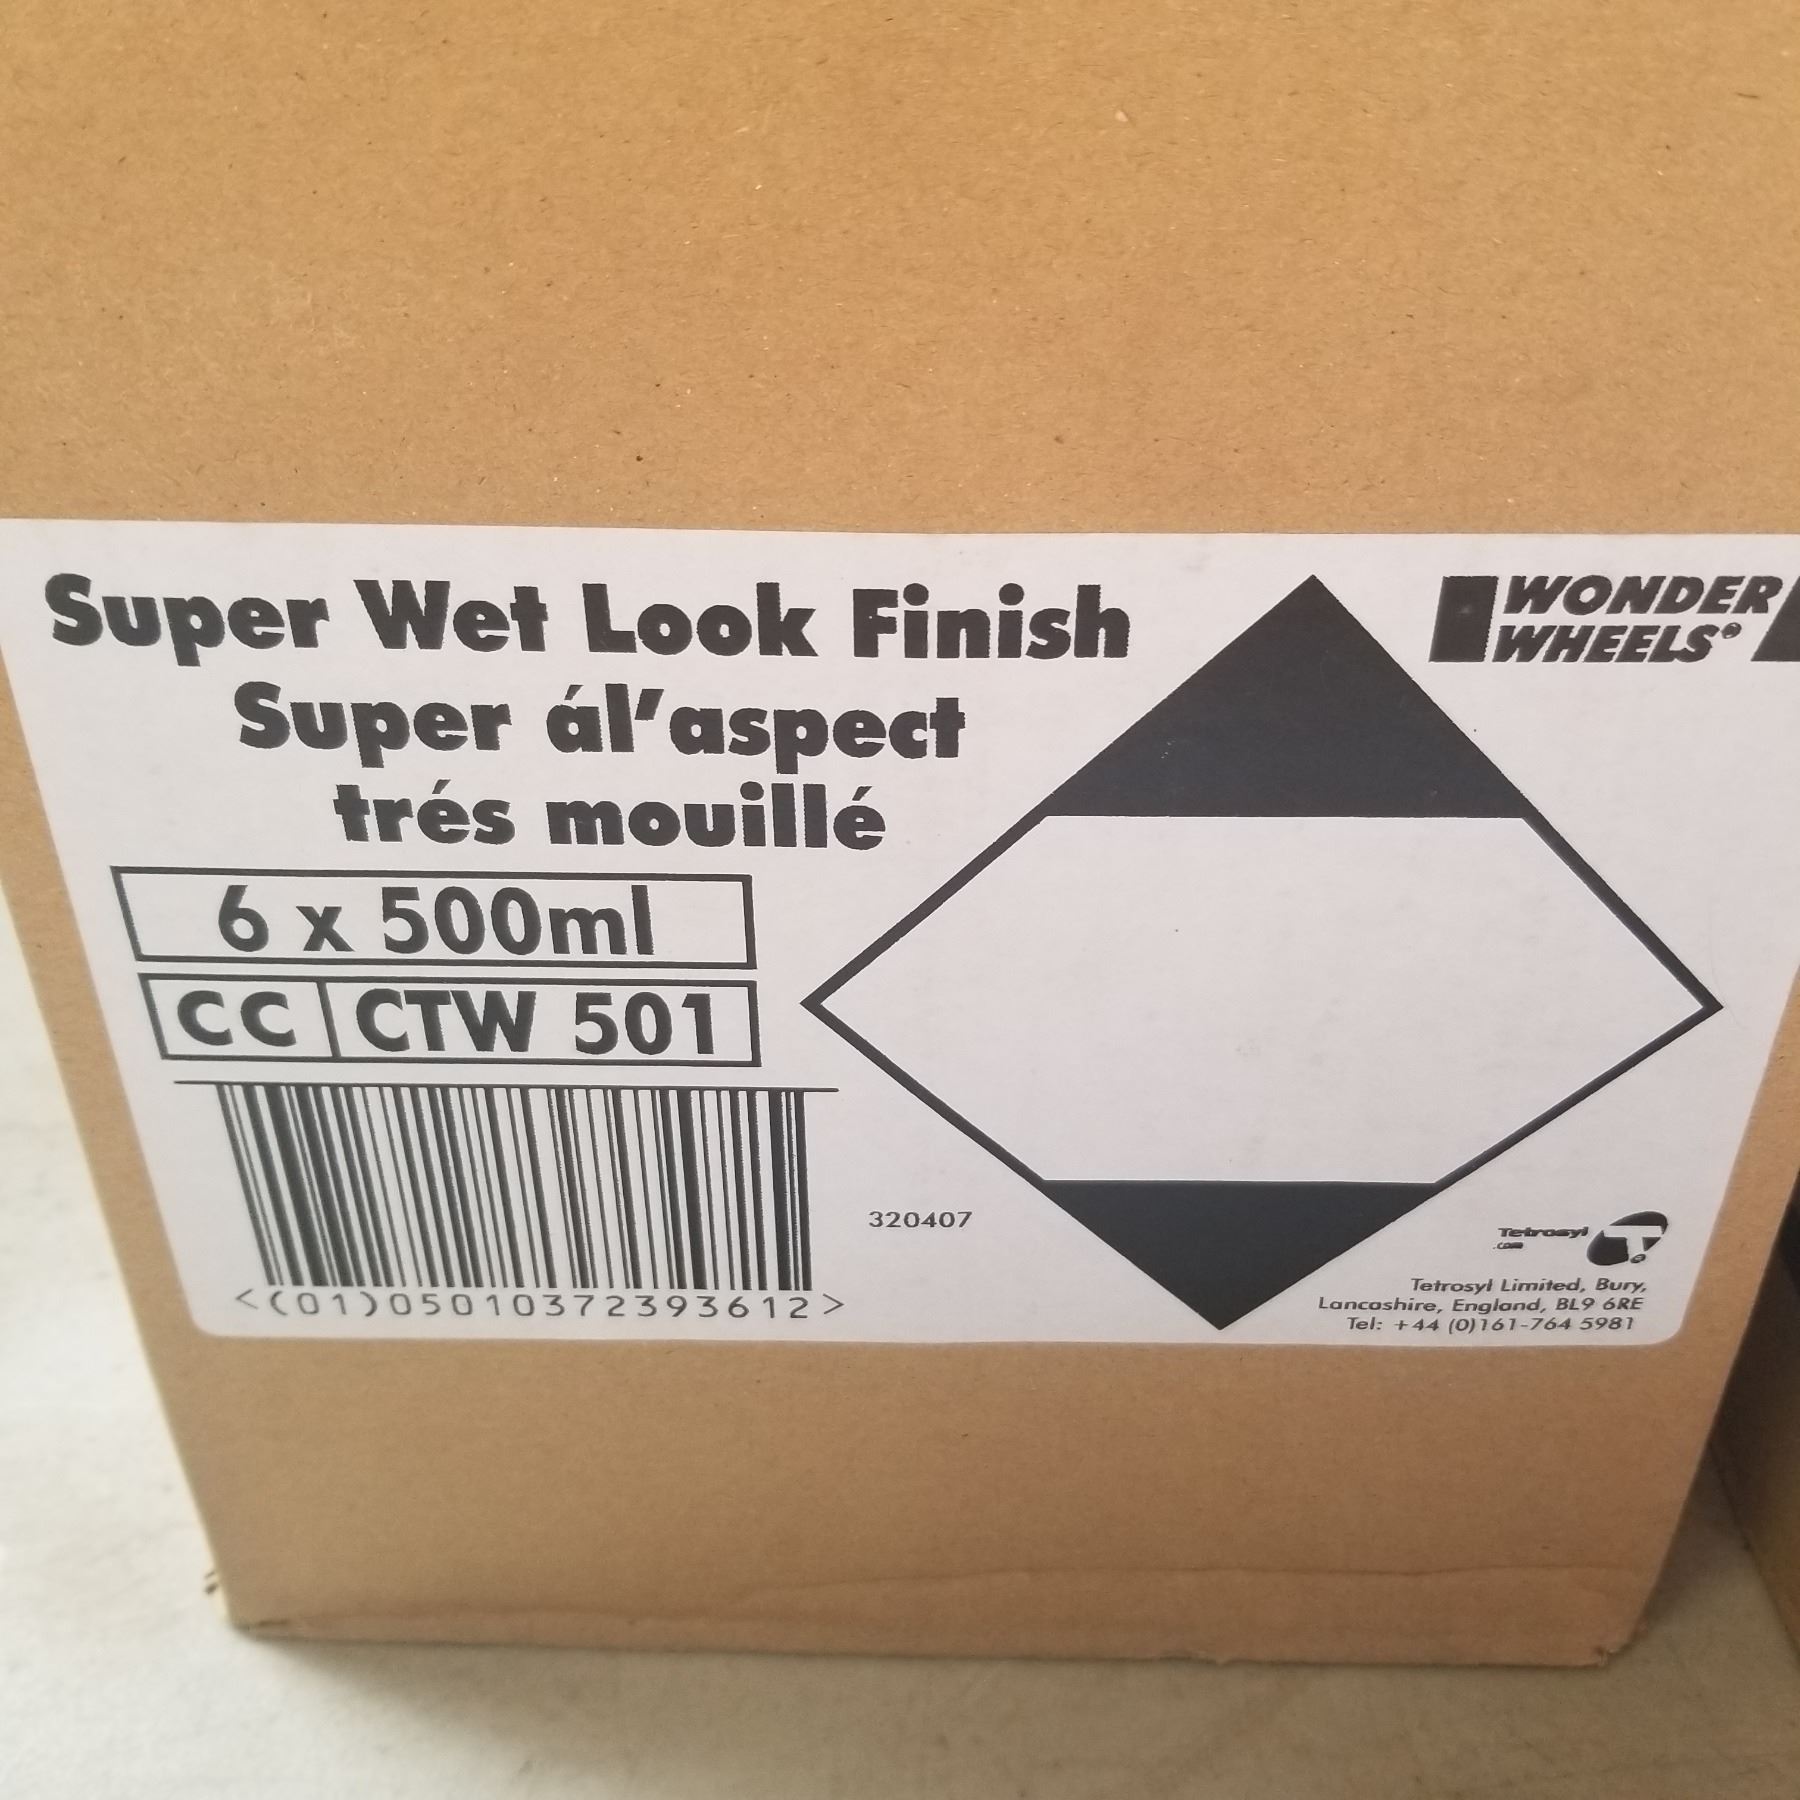 Super Wet Look Finish
Super ál'aspect
trés mouillé
6 x 500ml
CC CTW 501
<(01)05010372393612>
320407
WONDER
WHEELS®
Tetrosyl
.com
T®
Tetrosyl Limited, Bury,
Lancashire, England, BL9 6RE
Tel: +44 (0)161-764 5981